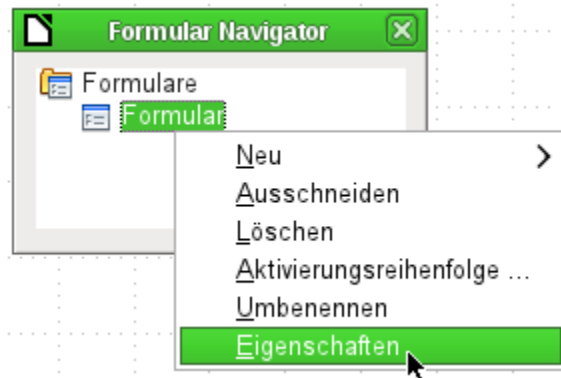 Formular Navigator
Formulare
Formular
Neu
Ausschneiden
Löschen
Aktivierungsreihenfolge ...
Umbenennen
Eigenschaften